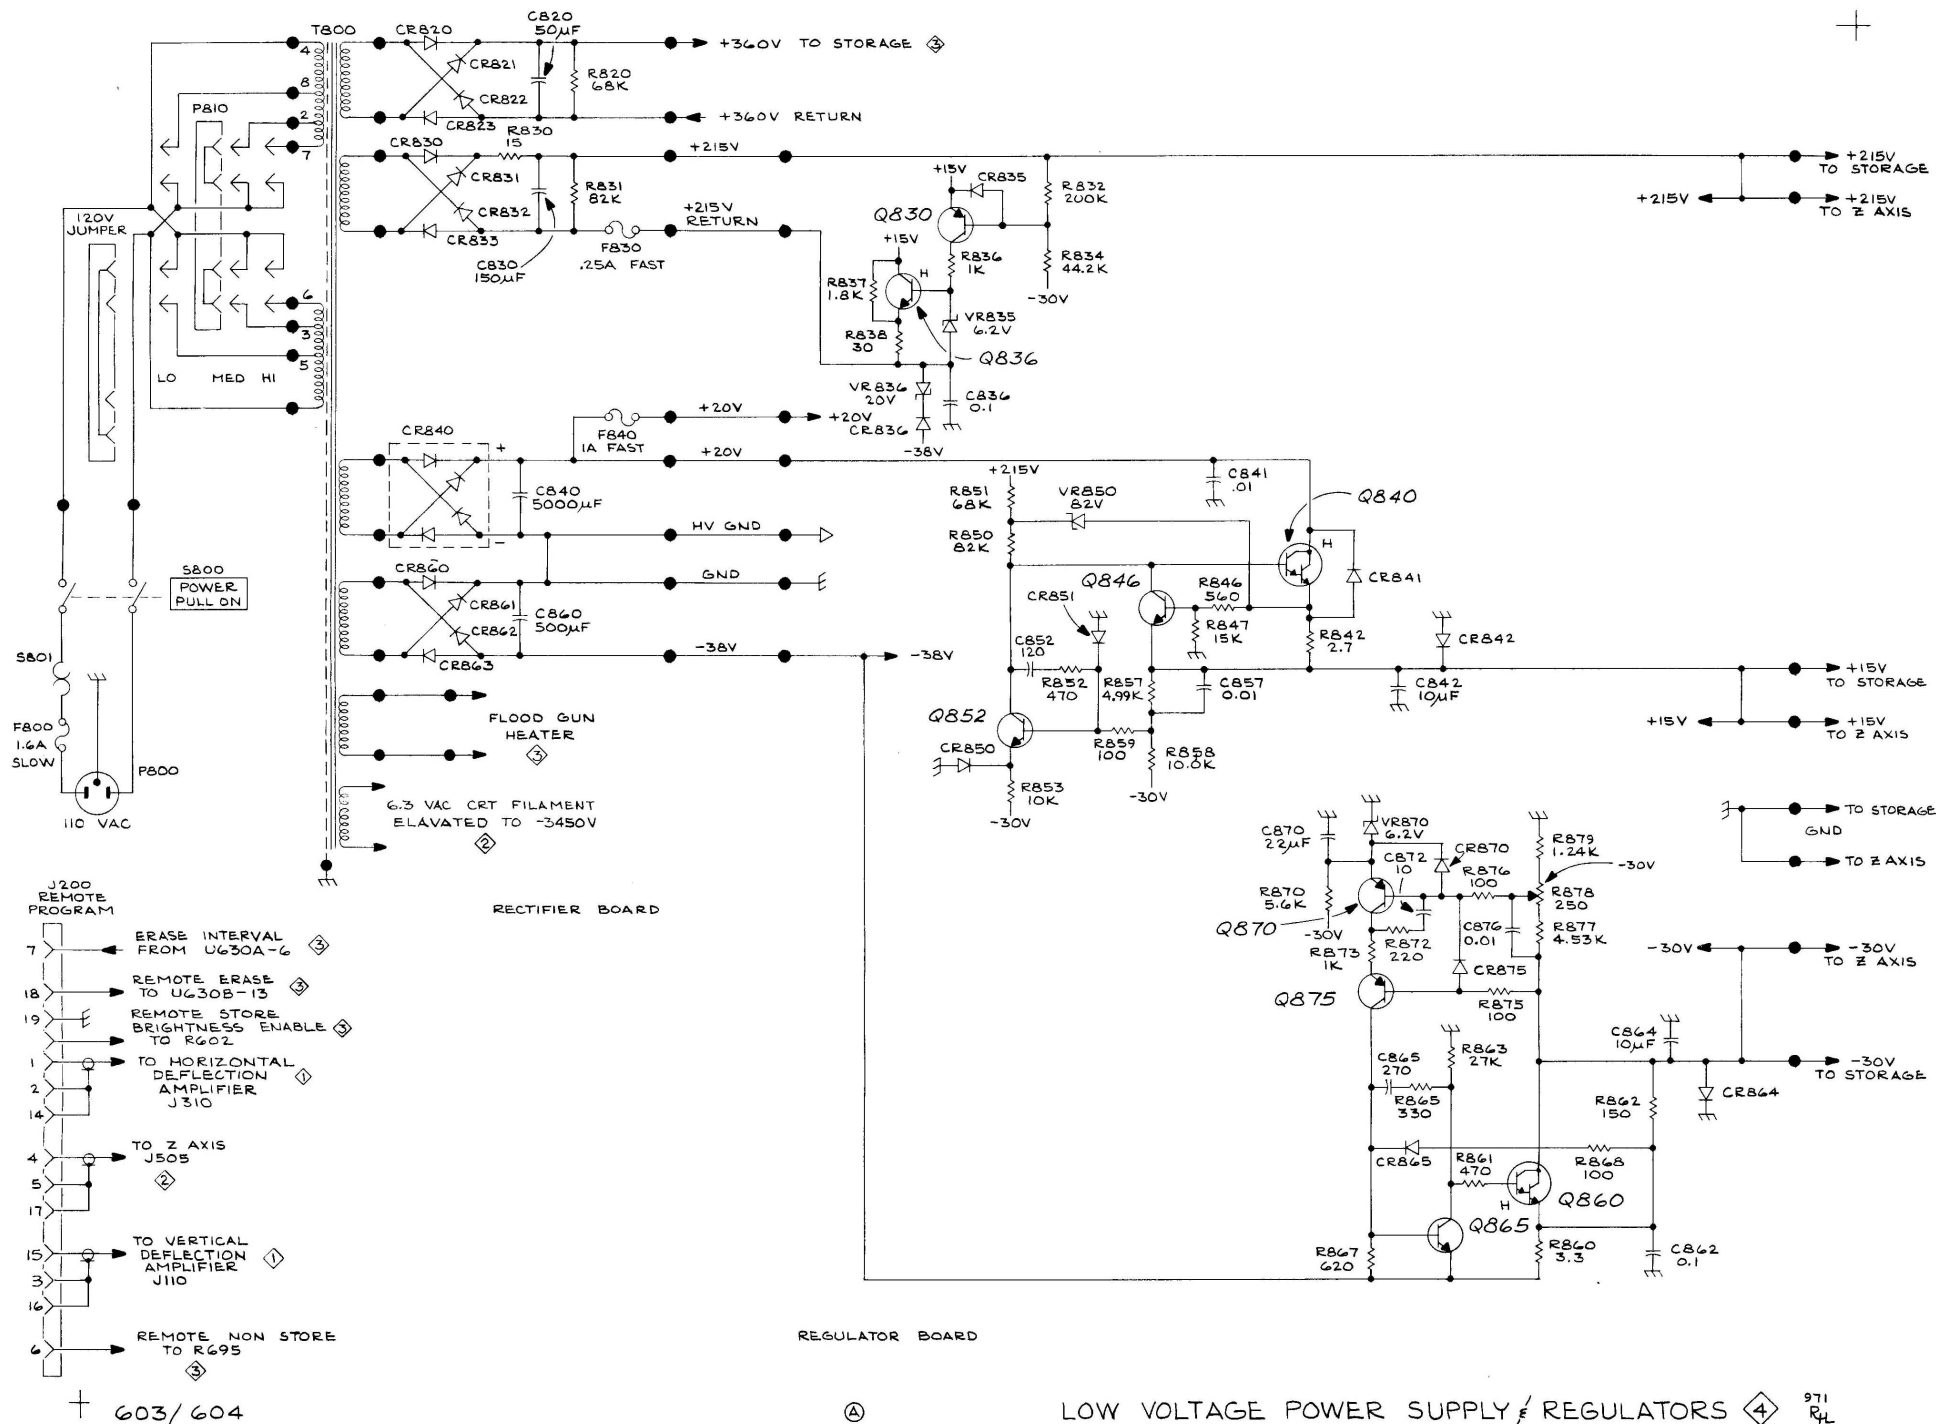 T800
CR820
C820
50µF
+360V TO STORAGE 3
4
CR821
R820
68K
8
CR822
P810
2
CR823
+360V RETURN
7
CR830
R830
15
+215V
+215V
TO STORAGE
CR831
R831
82K
+15V
CR835
R832
200K
CR832
+215V
RETURN
Q830
+215V
+215V
TO Z AXIS
120V
JUMPER
CR833
F830
.25A FAST
C830
150µF
+15V
R836
1K
R834
44.2K
H
R837
1.8K
-30V
6
VR835
6.2V
3
R838
30
Q836
5
LO MED HI
VR836
20V
C836
0.1
+20V
+20V
CR836
-38V
CR840
+
F840
1A FAST
+20V
C840
5000µF
-
HV GND
+215V
R851
68K
VR850
82V
C841
.01
Q840
R850
82K
H
CR860
GND
Q846
R846
560
CR841
S800
POWER
PULL ON
CR861
C860
500µF
CR862
CR851
R847
15K
R842
2.7
CR842
CR863
-38V
-38V
C852
120
S801
R852
470
R857
4.99K
C857
0.01
C842
10µF
+15V
TO STORAGE
FLOOD GUN
HEATER
3
Q852
+15V
+15V
TO Z AXIS
F800
1.6A
SLOW
CR850
R859
100
R858
10.0K
P800
R853
10K
-30V
-30V
110 VAC
6.3 VAC CRT FILAMENT
ELAVATED TO -3450V
2
TO STORAGE
GND
TO Z AXIS
C870
22µF
VR870
6.2V
C872
10
CR870
R876
100
R879
1.24K
-30V
R878
250
R870
5.6K
-30V
Q870
R872
220
C876
0.01
R877
4.53K
R873
1K
CR875
-30V
-30V
TO Z AXIS
Q875
R875
100
RECTIFIER BOARD
J200
REMOTE
PROGRAM
7
ERASE INTERVAL
FROM U630A-6 3
18
REMOTE ERASE
TO U630B-13 3
19
REMOTE STORE
BRIGHTNESS ENABLE 3
TO R602
1
TO HORIZONTAL
DEFLECTION
AMPLIFIER
J310
1
2
14
4
TO Z AXIS
J505
2
5
17
15
TO VERTICAL
DEFLECTION
AMPLIFIER
J110
1
3
16
6
REMOTE NON STORE
TO R695
3
C865
270
R863
27K
C864
10µF
-30V
TO STORAGE
R865
330
R862
150
CR864
CR865
R861
470
R868
100
H
Q860
Q865
R867
620
R860
3.3
C862
0.1
REGULATOR BOARD
603/604
A
LOW VOLTAGE POWER SUPPLY & REGULATORS 4
971